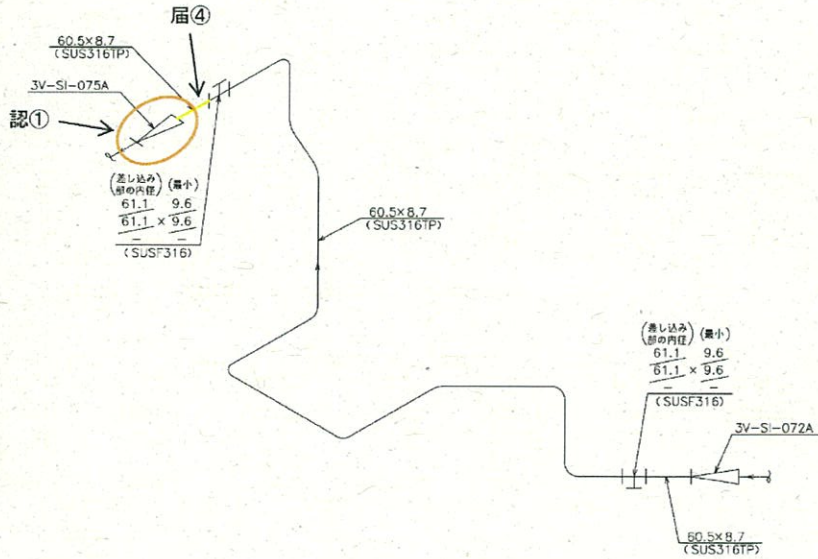 届④
60.5×8.7
(SUS316TP)
3V-SI-075A
認①
(差し込み部の内径) (最小)
61.1 9.6
61.1 × 9.6
− −
(SUSF316)
60.5×8.7
(SUS316TP)
(差し込み部の内径) (最小)
61.1 9.6
61.1 × 9.6
− −
(SUSF316)
3V-SI-072A
60.5×8.7
(SUS316TP)